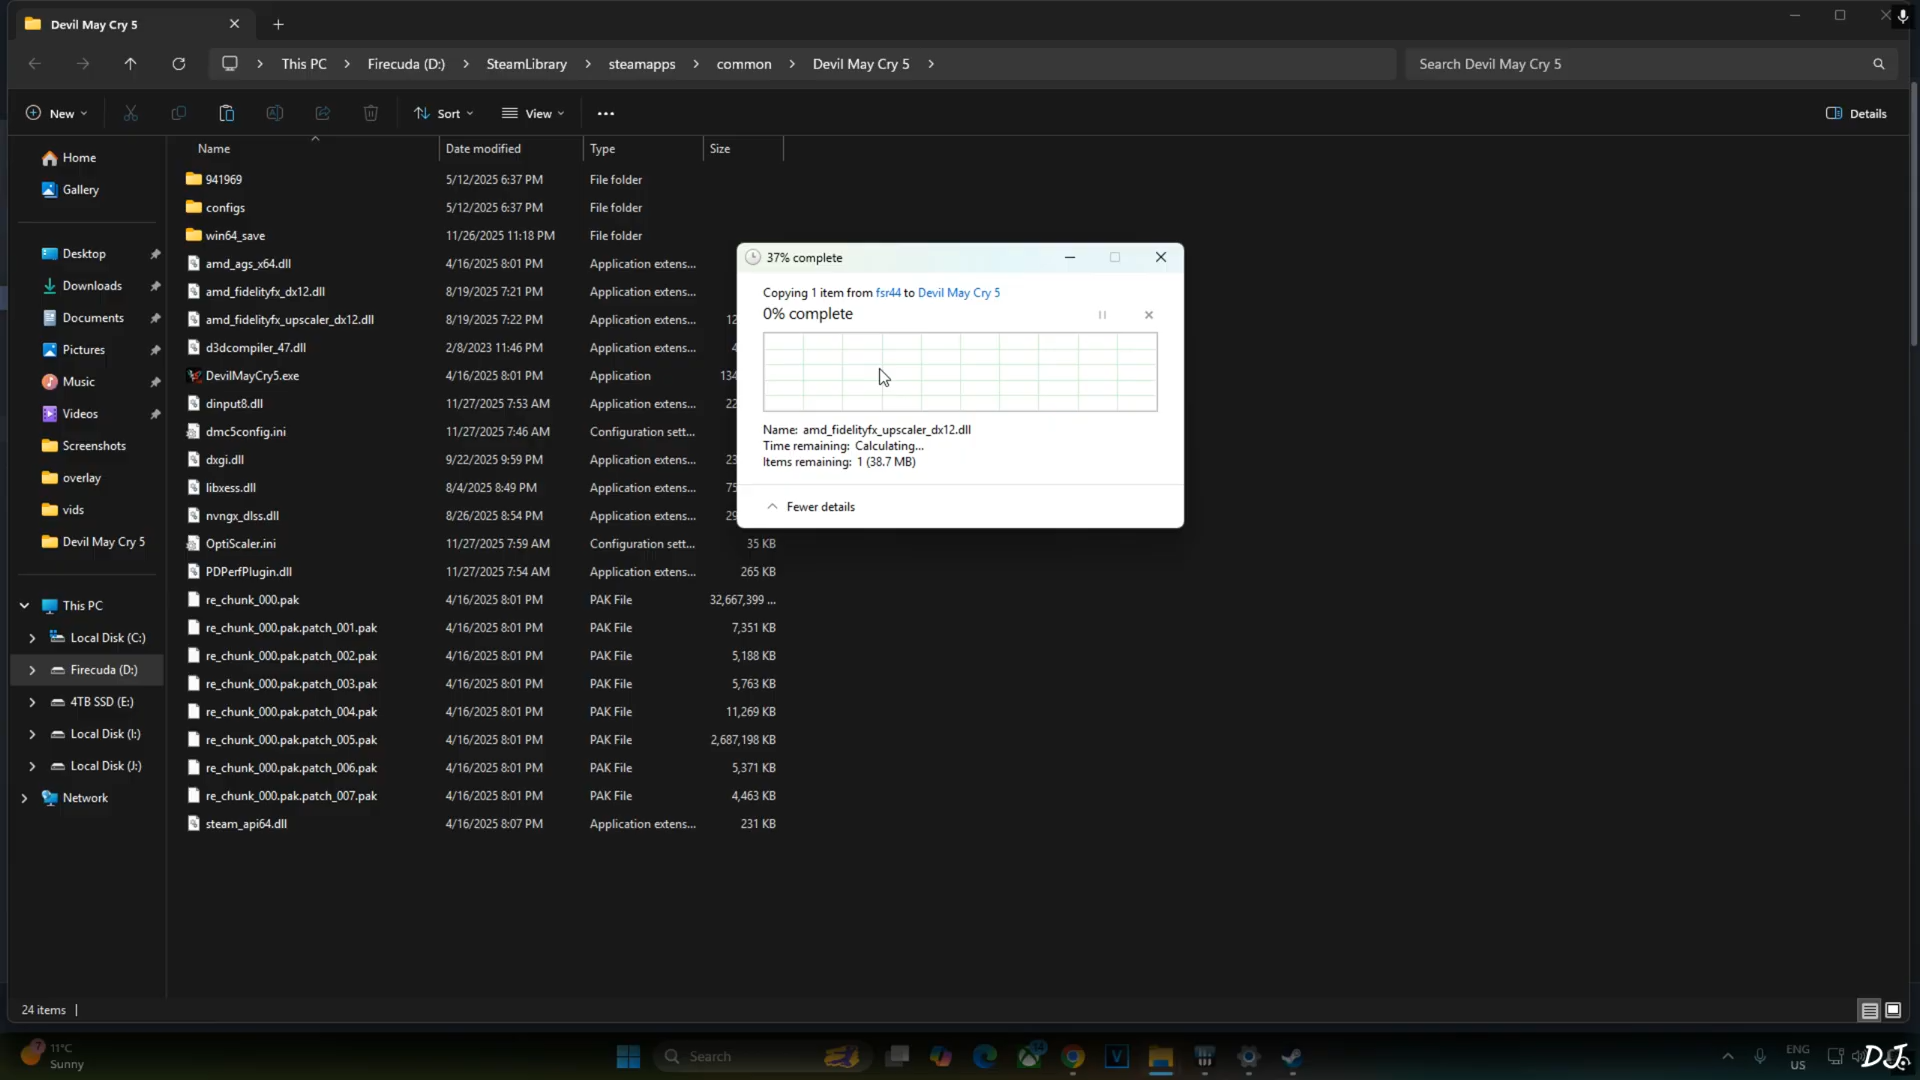 Devil May Cry 5
This PC
Firecuda (D:)
SteamLibrary
steamapps
common
Devil May Cry 5
Search Devil May Cry 5
New
Sort
View
Details
Home
Gallery
Desktop
Downloads
Documents
Pictures
Music
Videos
Screenshots
overlay
vids
Devil May Cry 5
This PC
Local Disk (C:)
Firecuda (D:)
4TB SSD (E:)
Local Disk (I:)
Local Disk (J:)
Network
Name Date modified Type Size
941969 5/12/2025 6:37 PM File folder
configs 5/12/2025 6:37 PM File folder
win64_save 11/26/2025 11:18 PM File folder
amd_ags_x64.dll 4/16/2025 8:01 PM Application extens...
amd_fidelityfx_dx12.dll 8/19/2025 7:21 PM Application extens...
amd_fidelityfx_upscaler_dx12.dll 8/19/2025 7:22 PM Application extens... 12
d3dcompiler_47.dll 2/8/2023 11:46 PM Application extens... 4
DevilMayCry5.exe 4/16/2025 8:01 PM Application 134
dinput8.dll 11/27/2025 7:53 AM Application extens... 22
dmc5config.ini 11/27/2025 7:46 AM Configuration sett...
dxgi.dll 9/22/2025 9:59 PM Application extens... 23
libxess.dll 8/4/2025 8:49 PM Application extens... 75
nvngx_dlss.dll 8/26/2025 8:54 PM Application extens... 29
OptiScaler.ini 11/27/2025 7:59 AM Configuration sett... 35 KB
PDPerfPlugin.dll 11/27/2025 7:54 AM Application extens... 265 KB
re_chunk_000.pak 4/16/2025 8:01 PM PAK File 32,667,399 ...
re_chunk_000.pak.patch_001.pak 4/16/2025 8:01 PM PAK File 7,351 KB
re_chunk_000.pak.patch_002.pak 4/16/2025 8:01 PM PAK File 5,188 KB
re_chunk_000.pak.patch_003.pak 4/16/2025 8:01 PM PAK File 5,763 KB
re_chunk_000.pak.patch_004.pak 4/16/2025 8:01 PM PAK File 11,269 KB
re_chunk_000.pak.patch_005.pak 4/16/2025 8:01 PM PAK File 2,687,198 KB
re_chunk_000.pak.patch_006.pak 4/16/2025 8:01 PM PAK File 5,371 KB
re_chunk_000.pak.patch_007.pak 4/16/2025 8:01 PM PAK File 4,463 KB
steam_api64.dll 4/16/2025 8:07 PM Application extens... 231 KB
37% complete
Copying 1 item from fsr44 to Devil May Cry 5
0% complete
Name: amd_fidelityfx_upscaler_dx12.dll
Time remaining: Calculating...
Items remaining: 1 (38.7 MB)
Fewer details
24 items
7
11°C
Sunny
Search
14
V
ENG
US
DJ